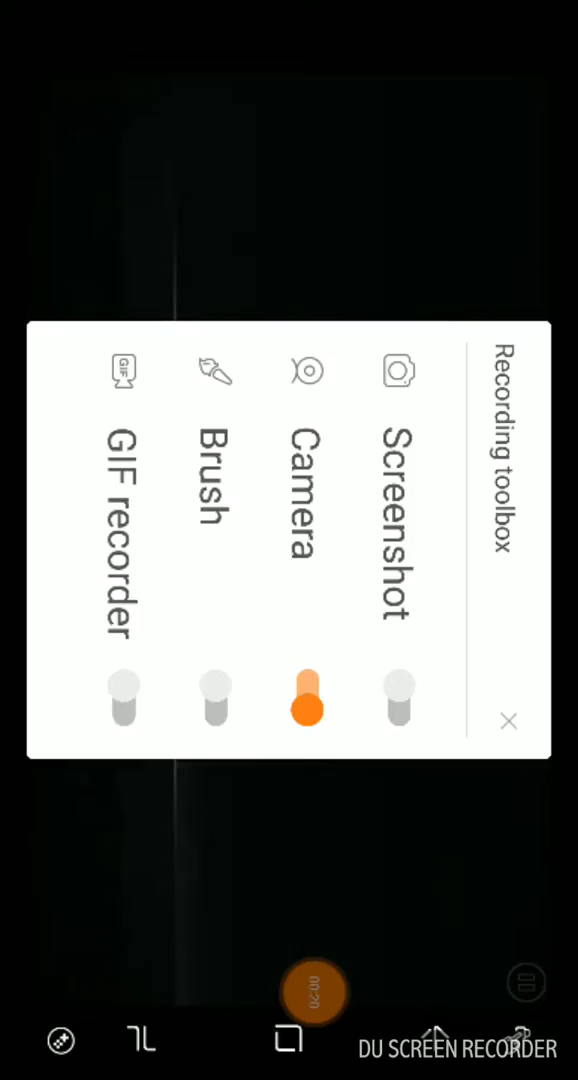 Recording toolbox
Screenshot
Camera
Brush
GIF
GIF recorder
00:20
DU SCREEN RECORDER